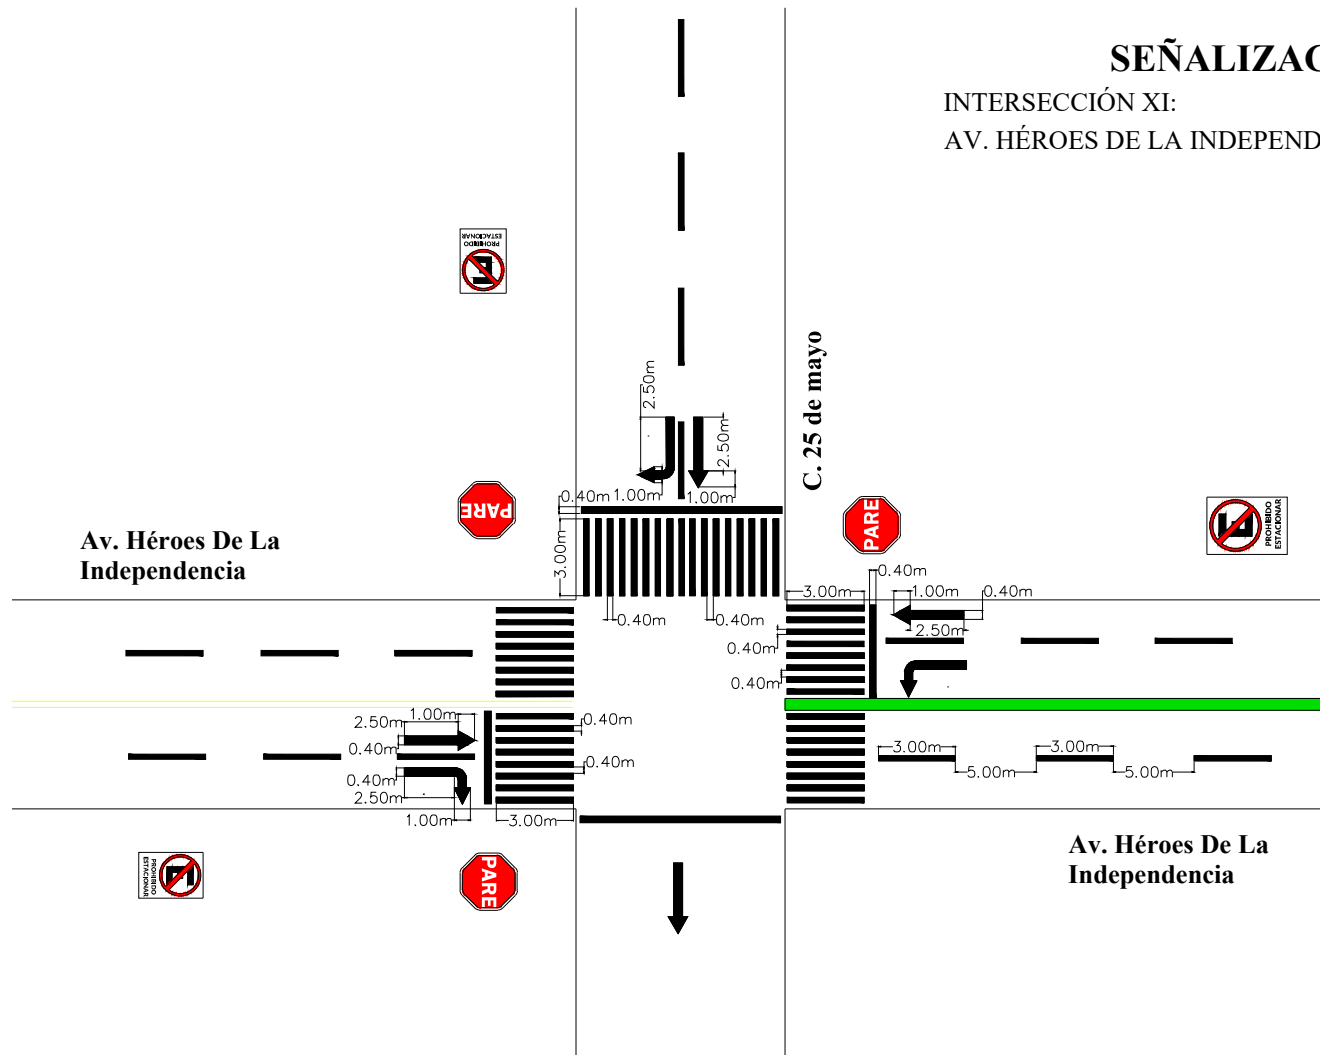 SEÑALIZAC
INTERSECCIÓN XI:
AV. HÉROES DE LA INDEPEND
PROHIBIDO
ESTACIONAR
E
C. 25 de mayo
2.50m
2.50m
0.40m
1.00m
1.00m
PARE
PARE
E
PROHIBIDO
ESTACIONAR
Av. Héroes De La
Independencia
3.00m
0.40m
0.40m
0.40m
3.00m
1.00m
0.40m
2.50m
0.40m
0.40m
1.00m
2.50m
0.40m
0.40m
0.40m
0.40m
2.50m
1.00m
3.00m
3.00m
3.00m
5.00m
5.00m
Av. Héroes De La
Independencia
PROHIBIDO
ESTACIONAR
E
PARE